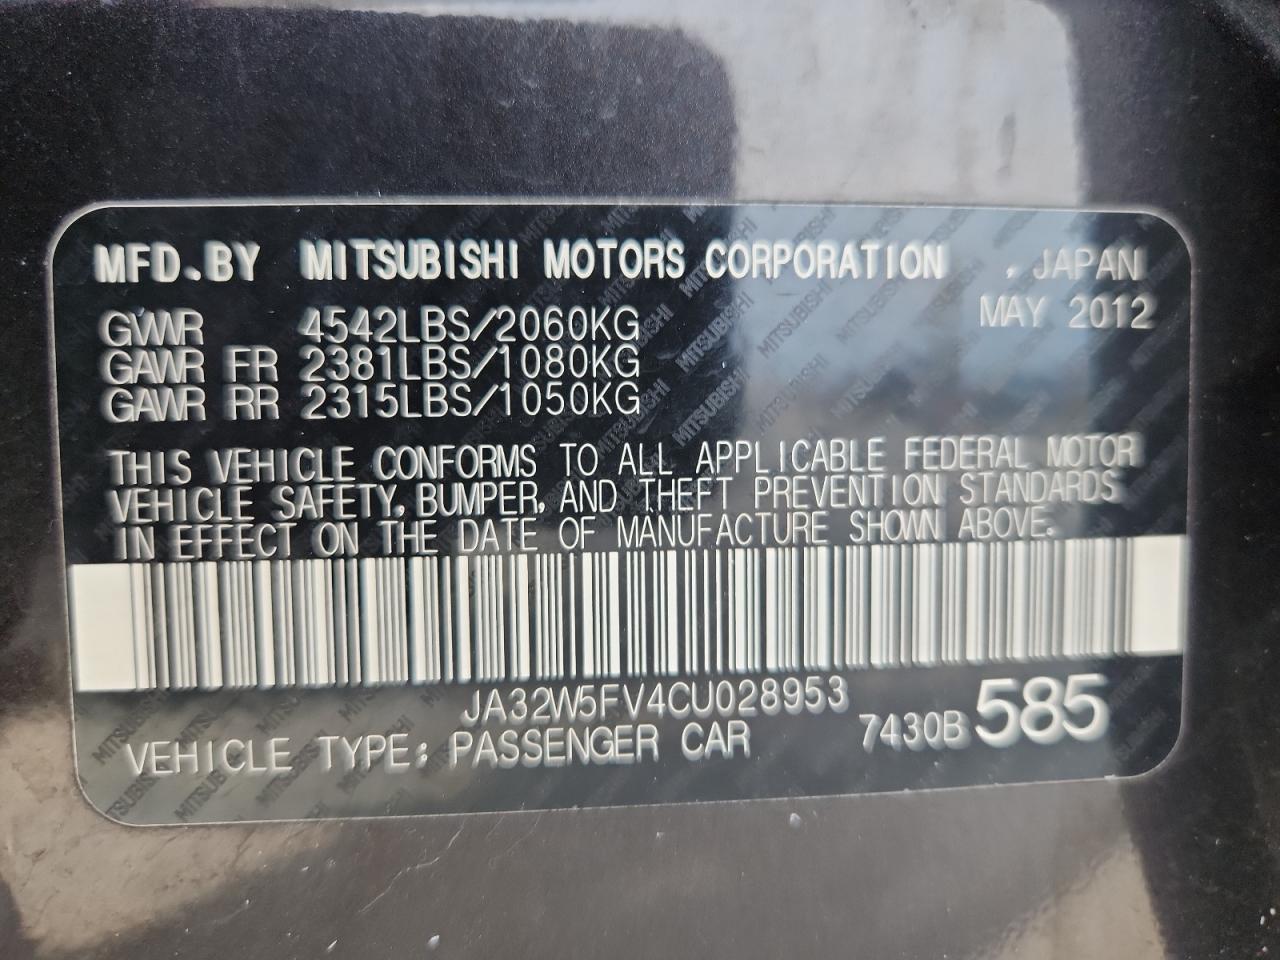 MFD.BY MITSUBISHI MOTORS CORPORATION . JAPAN
MAY 2012
GVWR 4542LBS/2060KG
GAWR FR 2381LBS/1080KG
GAWR RR 2315LBS/1050KG
THIS VEHICLE CONFORMS TO ALL APPLICABLE FEDERAL MOTOR
VEHICLE SAFETY, BUMPER, AND THEFT PREVENTION STANDARDS
IN EFFECT ON THE DATE OF MANUFACTURE SHOWN ABOVE.
JA32W5FV4CU028953
VEHICLE TYPE: PASSENGER CAR 7430B 585